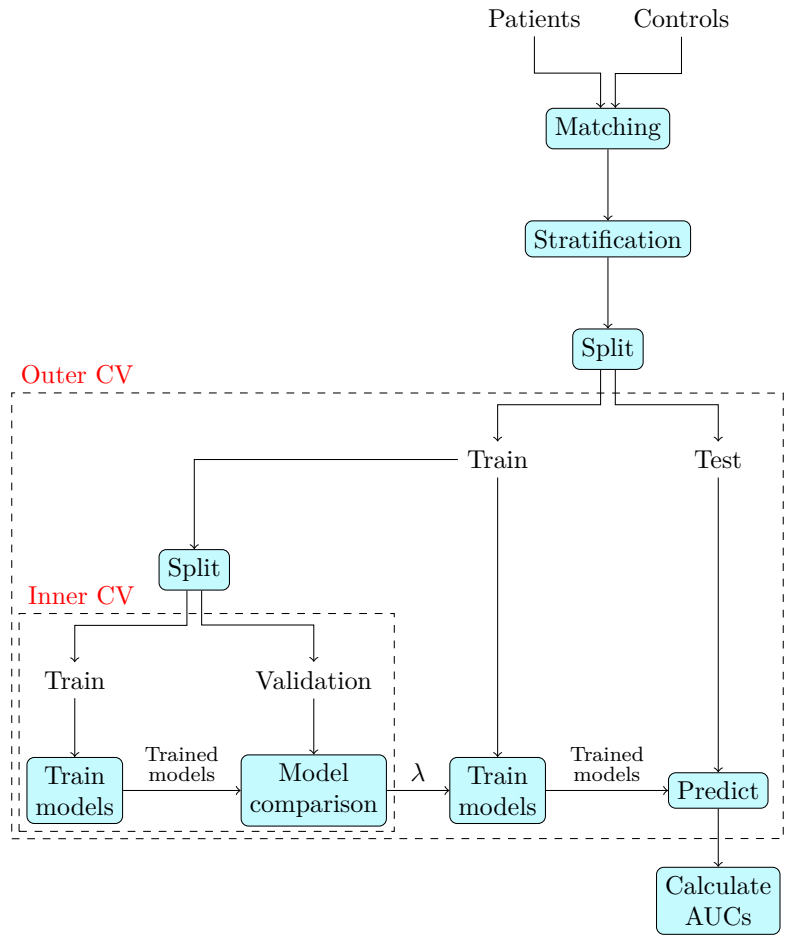 Patients
Controls
Matching
Stratification
Split
Outer CV
Train
Test
Split
Inner CV
Train
Validation
Train
models
Trained
models
Model
comparison
λ
Train
models
Trained
models
Predict
Calculate
AUCs